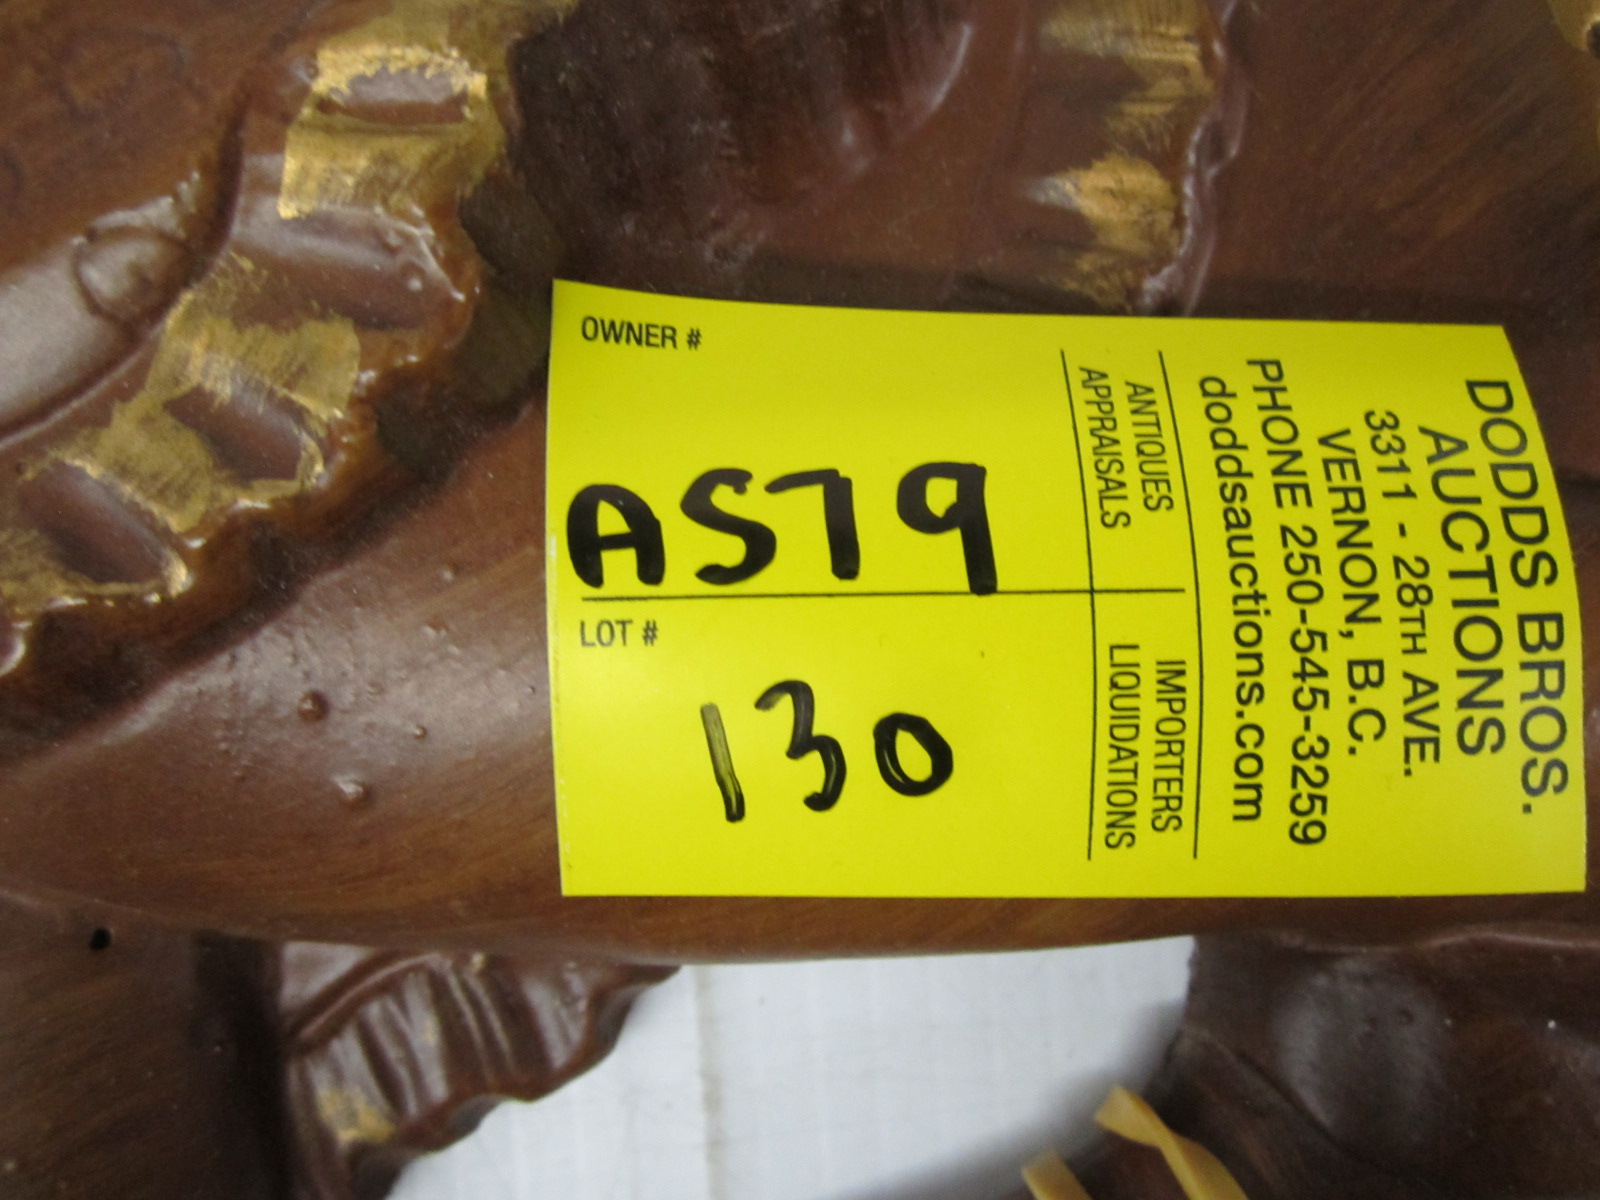 DODDS BROS.
AUCTIONS
3311 - 28TH AVE.
VERNON, B.C.
PHONE 250-545-3259
doddsauctions.com
ANTIQUES
APPRAISALS
IMPORTERS
LIQUIDATIONS
OWNER #
A579
LOT #
130